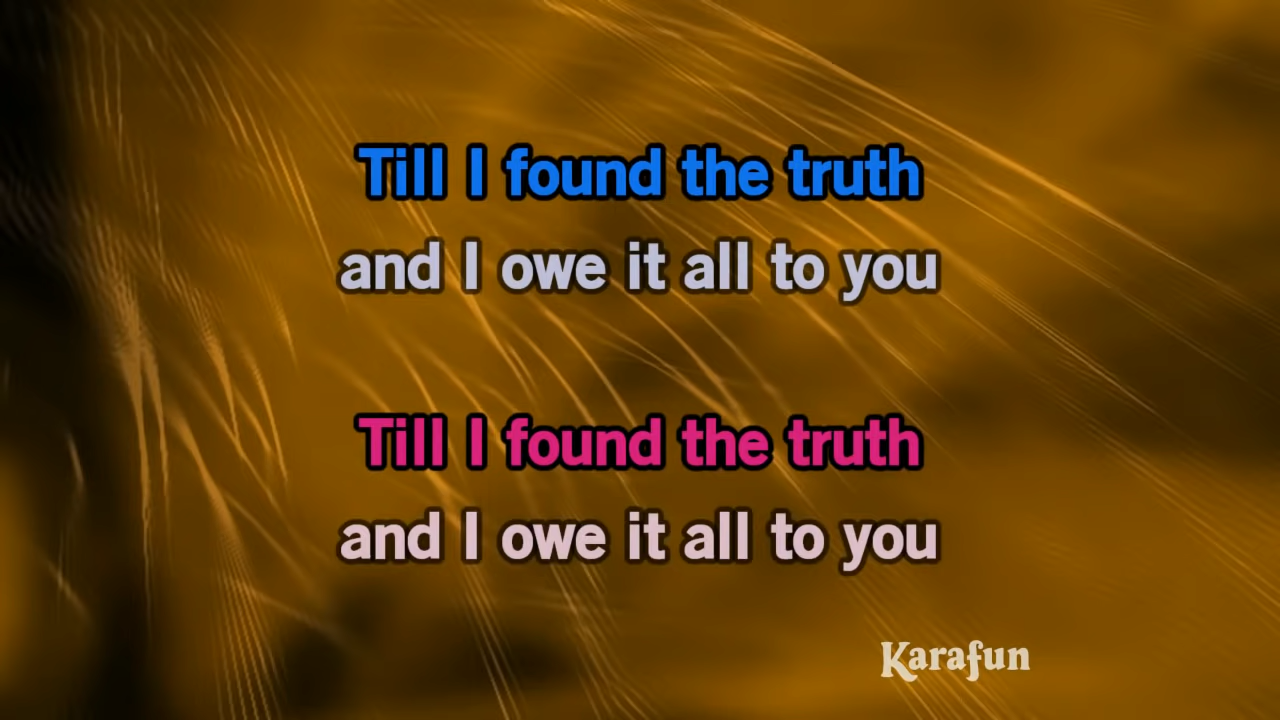 Till I found the truth
and I owe it all to you
Till I found the truth
and I owe it all to you
Karafun